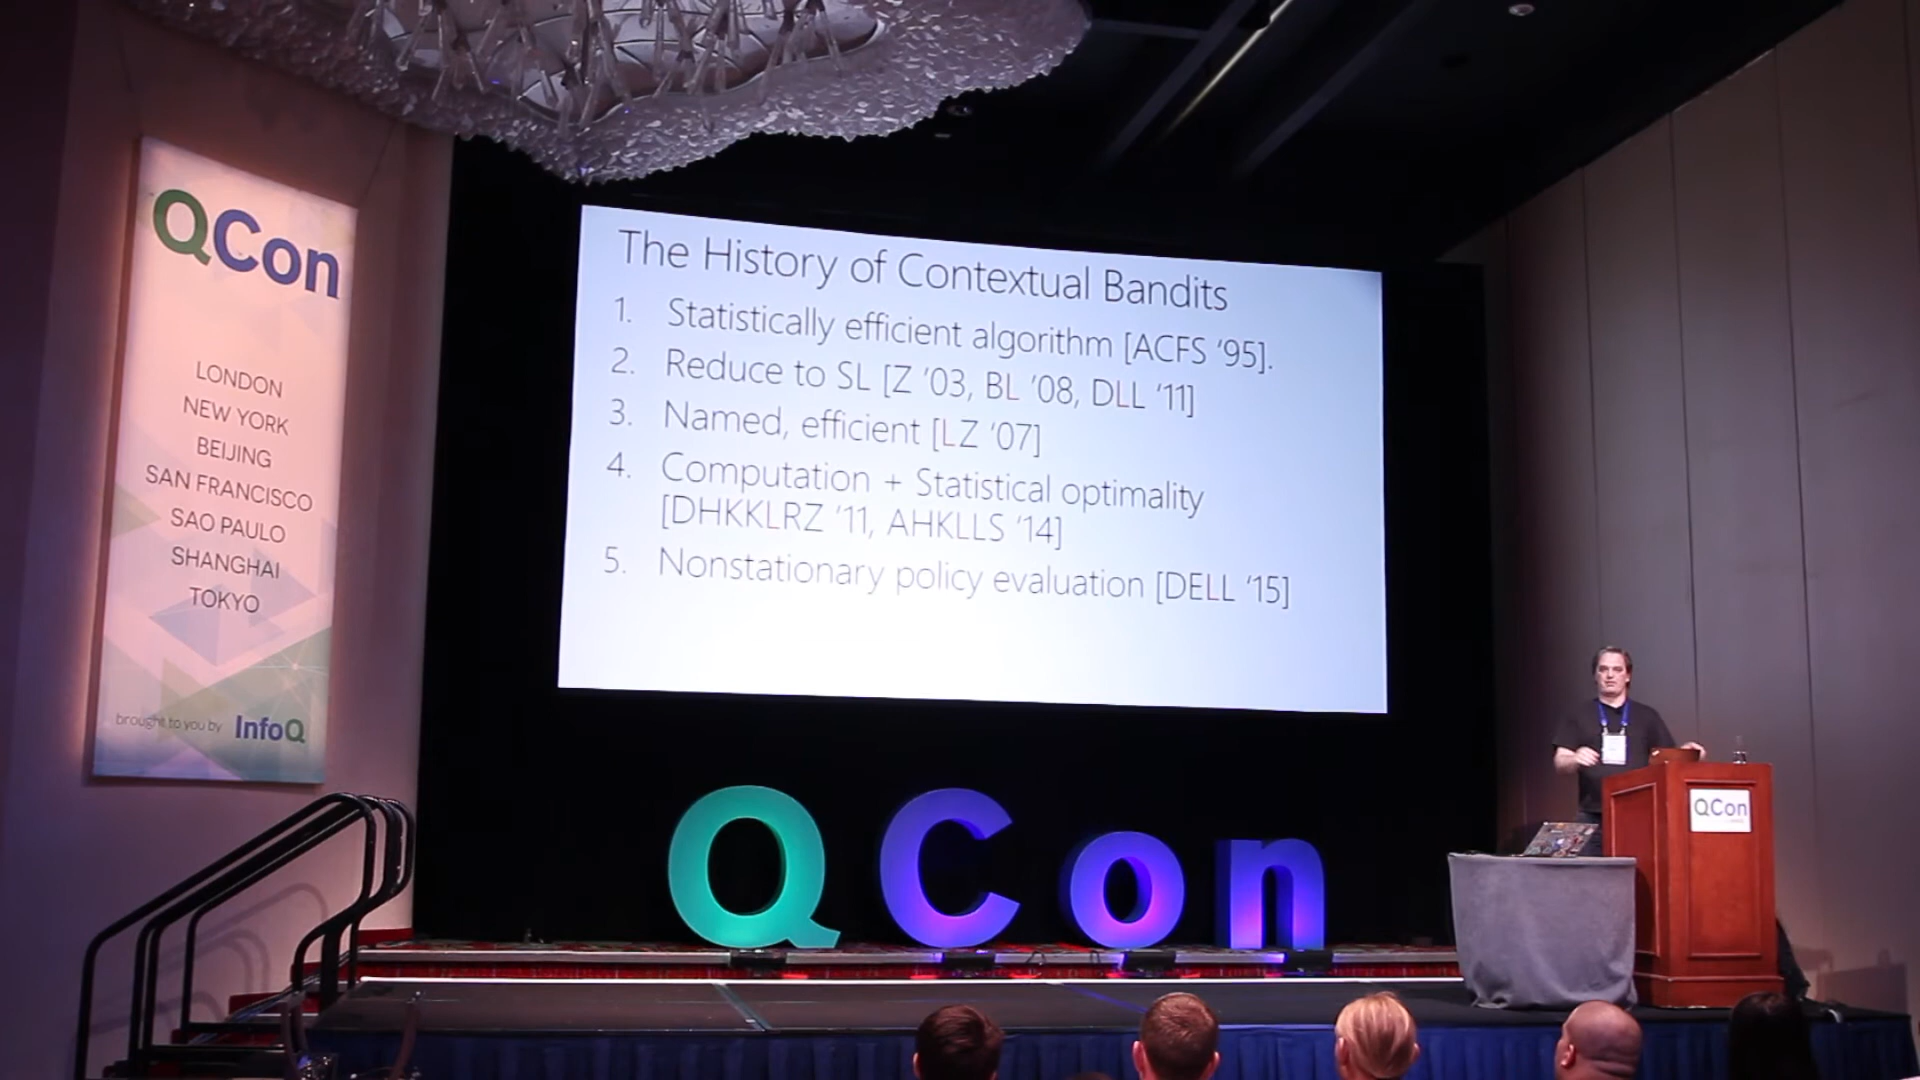 QCon
LONDON
NEW YORK
BEIJING
SAN FRANCISCO
SAO PAULO
SHANGHAI
TOKYO
brought to you by InfoQ
The History of Contextual Bandits
1. Statistically efficient algorithm [ACFS '95].
2. Reduce to SL [Z '03, BL '08, DLL '11]
3. Named, efficient [LZ '07]
4. Computation + Statistical optimality
[DHKKLRZ '11, AHKLLS '14]
5. Nonstationary policy evaluation [DELL '15]
QCon
QCon